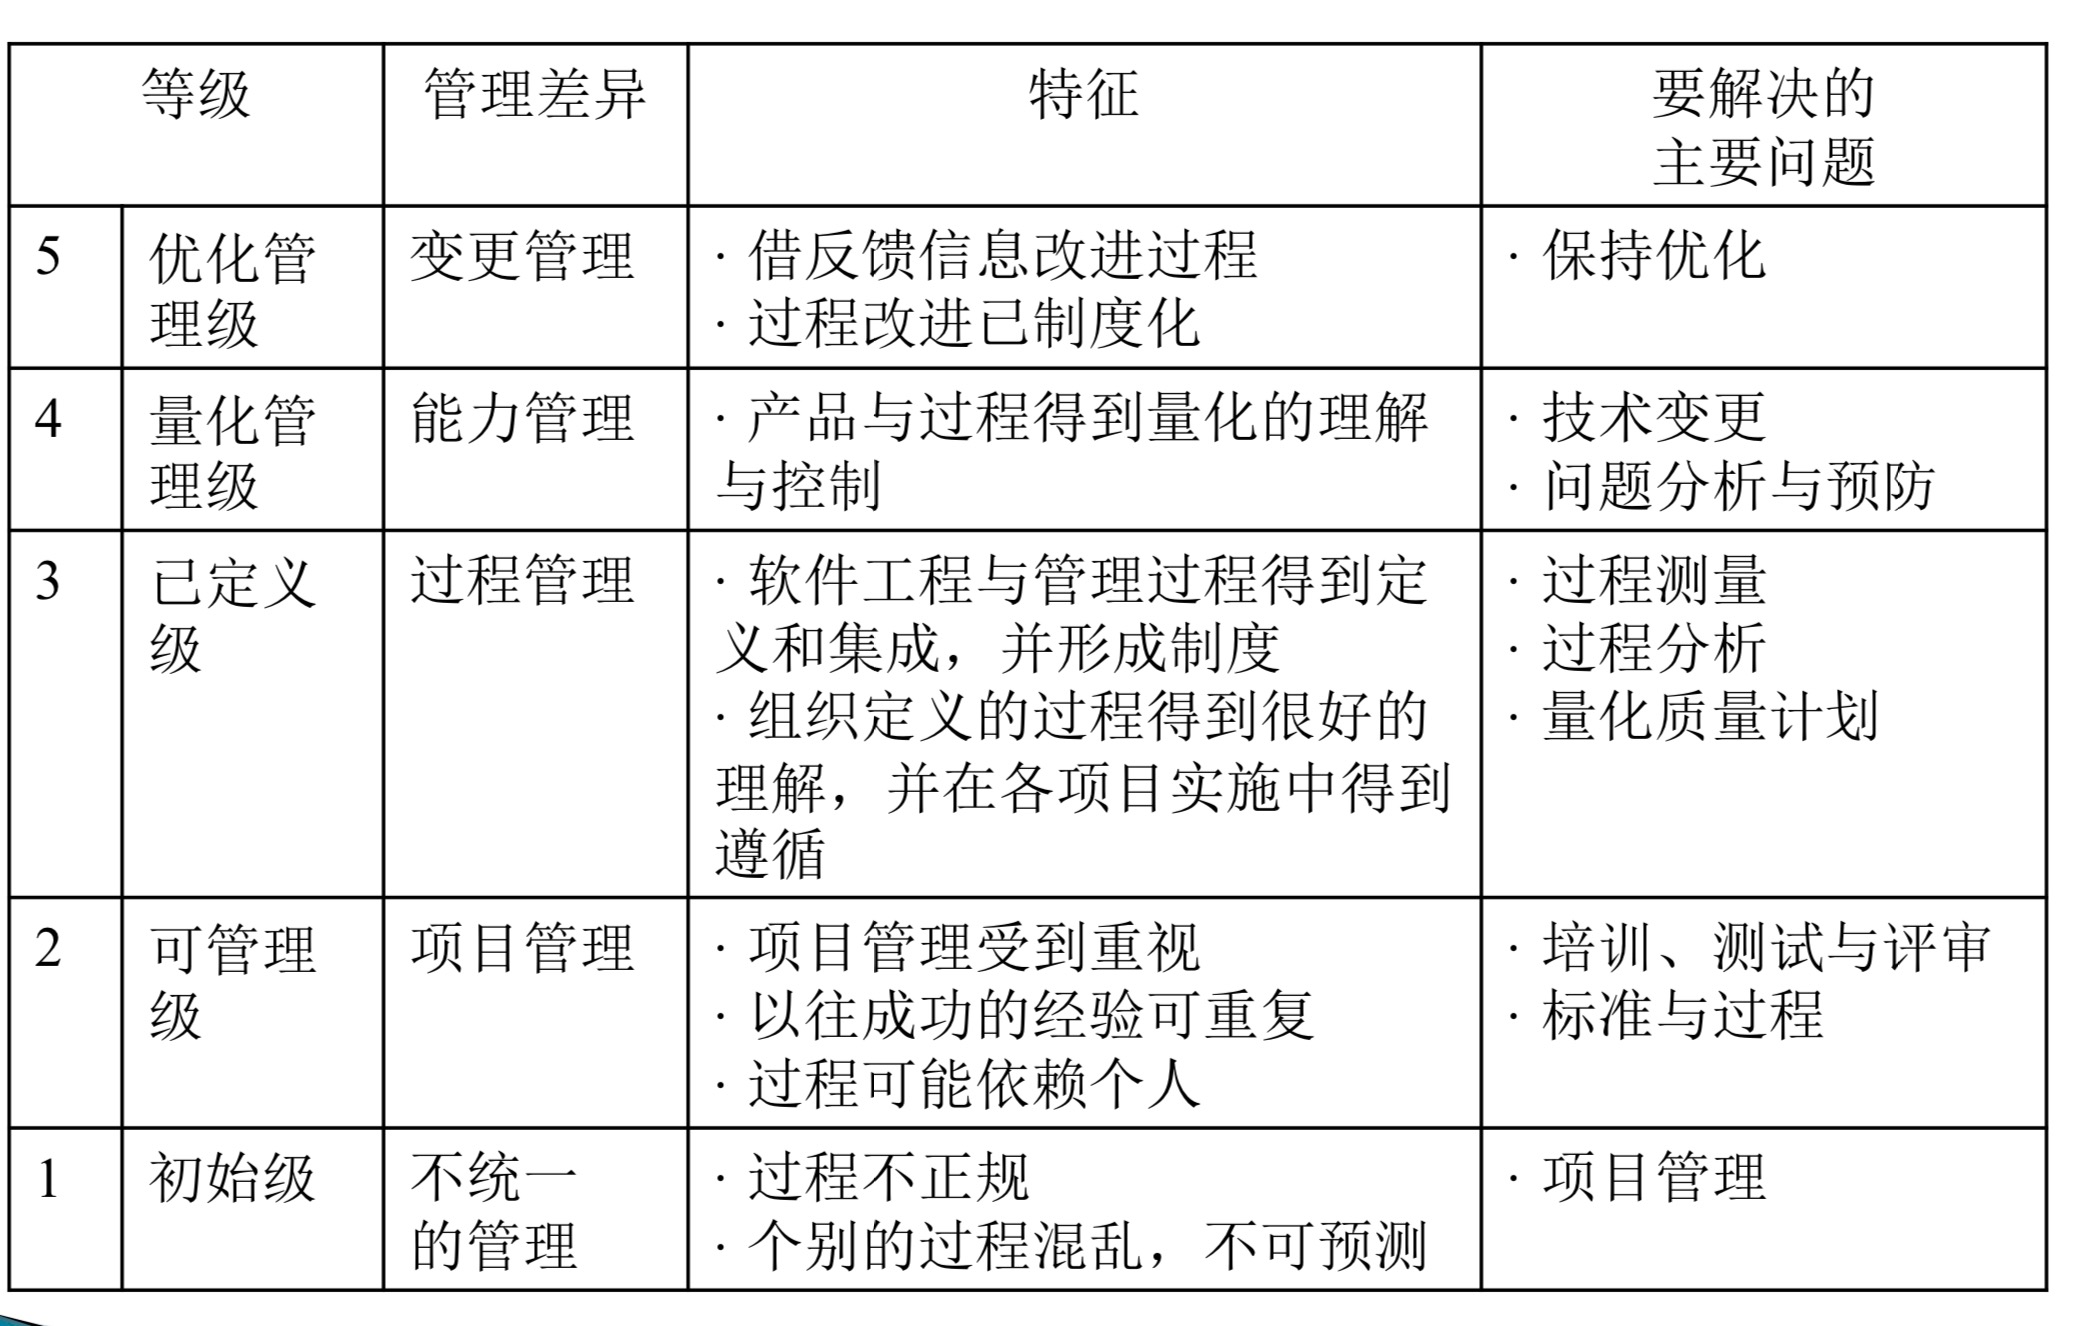 等级
管理差异
特征
要解决的
主要问题
5
优化管
理级
变更管理
· 借反馈信息改进过程
· 过程改进已制度化
· 保持优化
4
量化管
理级
能力管理
· 产品与过程得到量化的理解
与控制
· 技术变更
· 问题分析与预防
3
已定义
级
过程管理
· 软件工程与管理过程得到定
义和集成，并形成制度
· 组织定义的过程得到很好的
理解，并在各项目实施中得到
遵循
· 过程测量
· 过程分析
· 量化质量计划
2
可管理
级
项目管理
· 项目管理受到重视
· 以往成功的经验可重复
· 过程可能依赖个人
· 培训、测试与评审
· 标准与过程
1
初始级
不统一
的管理
· 过程不正规
· 个别的过程混乱，不可预测
· 项目管理